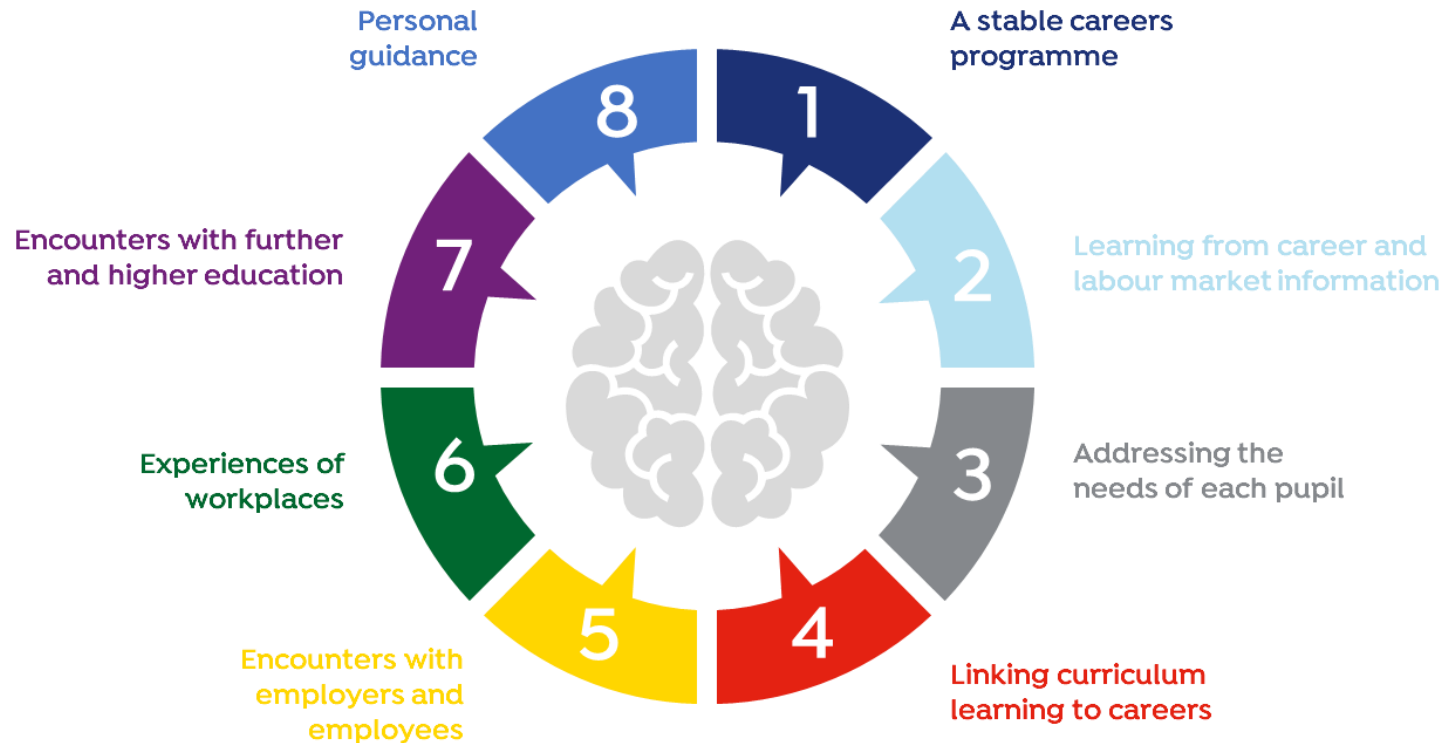 1
A stable careers
programme
2
Learning from career and
labour market information
3
Addressing the
needs of each pupil
4
Linking curriculum
learning to careers
5
Encounters with
employers and
employees
6
Experiences of
workplaces
7
Encounters with further
and higher education
8
Personal
guidance